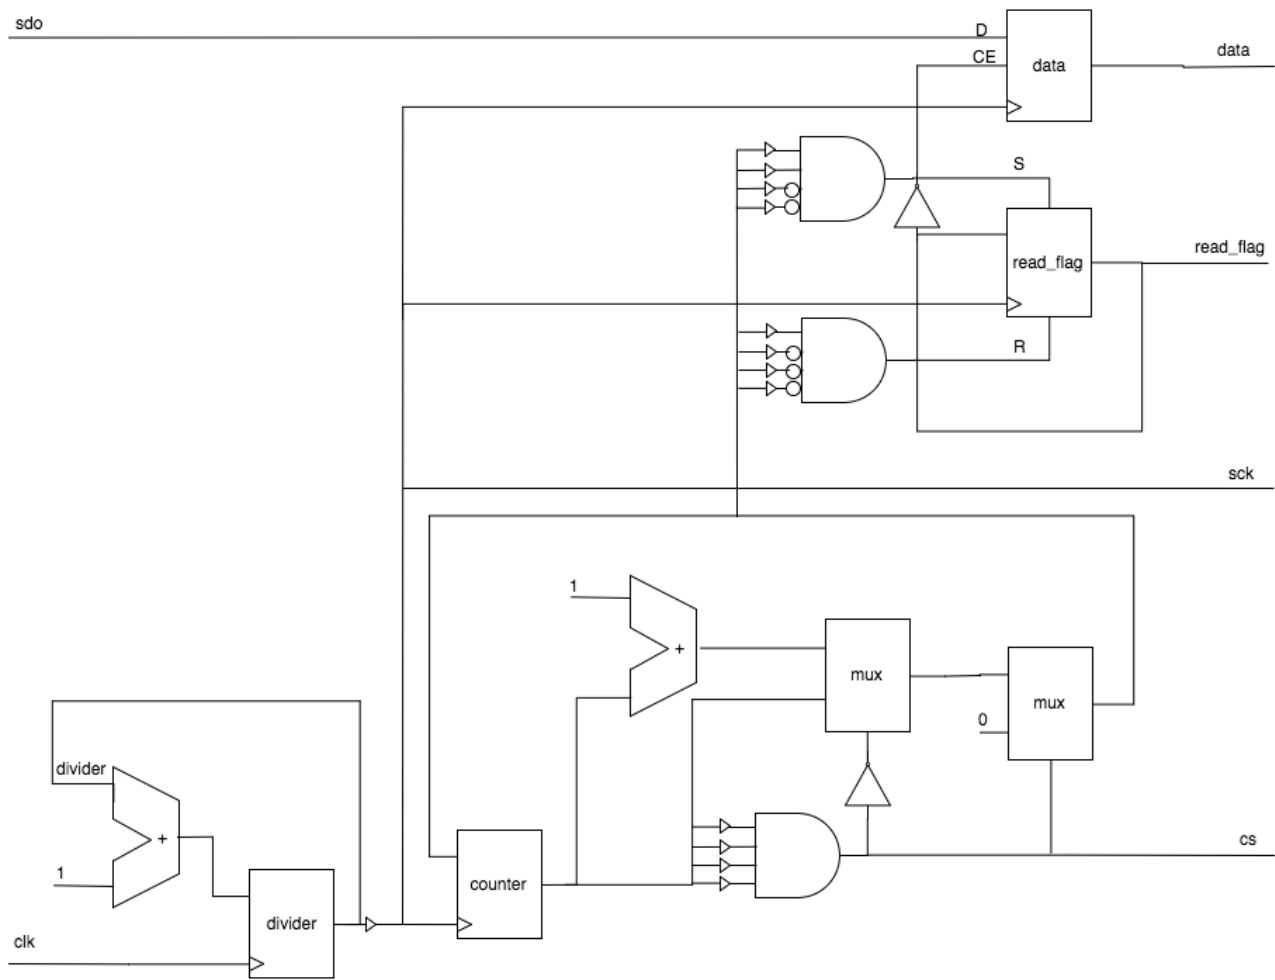 sdo
D
CE
data
data
S
read_flag
read_flag
R
sck
1
+
mux
mux
0
divider
+
1
counter
cs
divider
clk